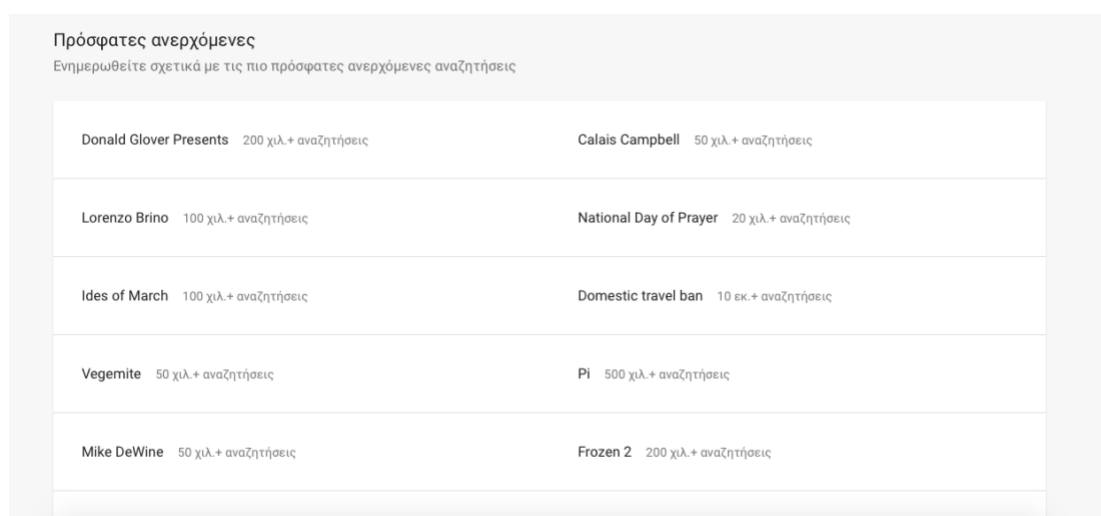 Πρόσφατες ανερχόμενες
Ενημερωθείτε σχετικά με τις πιο πρόσφατες ανερχόμενες αναζητήσεις
Donald Glover Presents 200 χιλ.+ αναζητήσεις
Calais Campbell 50 χιλ.+ αναζητήσεις
Lorenzo Brino 100 χιλ.+ αναζητήσεις
National Day of Prayer 20 χιλ.+ αναζητήσεις
Ides of March 100 χιλ.+ αναζητήσεις
Domestic travel ban 10 εκ.+ αναζητήσεις
Vegemite 50 χιλ.+ αναζητήσεις
Pi 500 χιλ.+ αναζητήσεις
Mike DeWine 50 χιλ.+ αναζητήσεις
Frozen 2 200 χιλ.+ αναζητήσεις